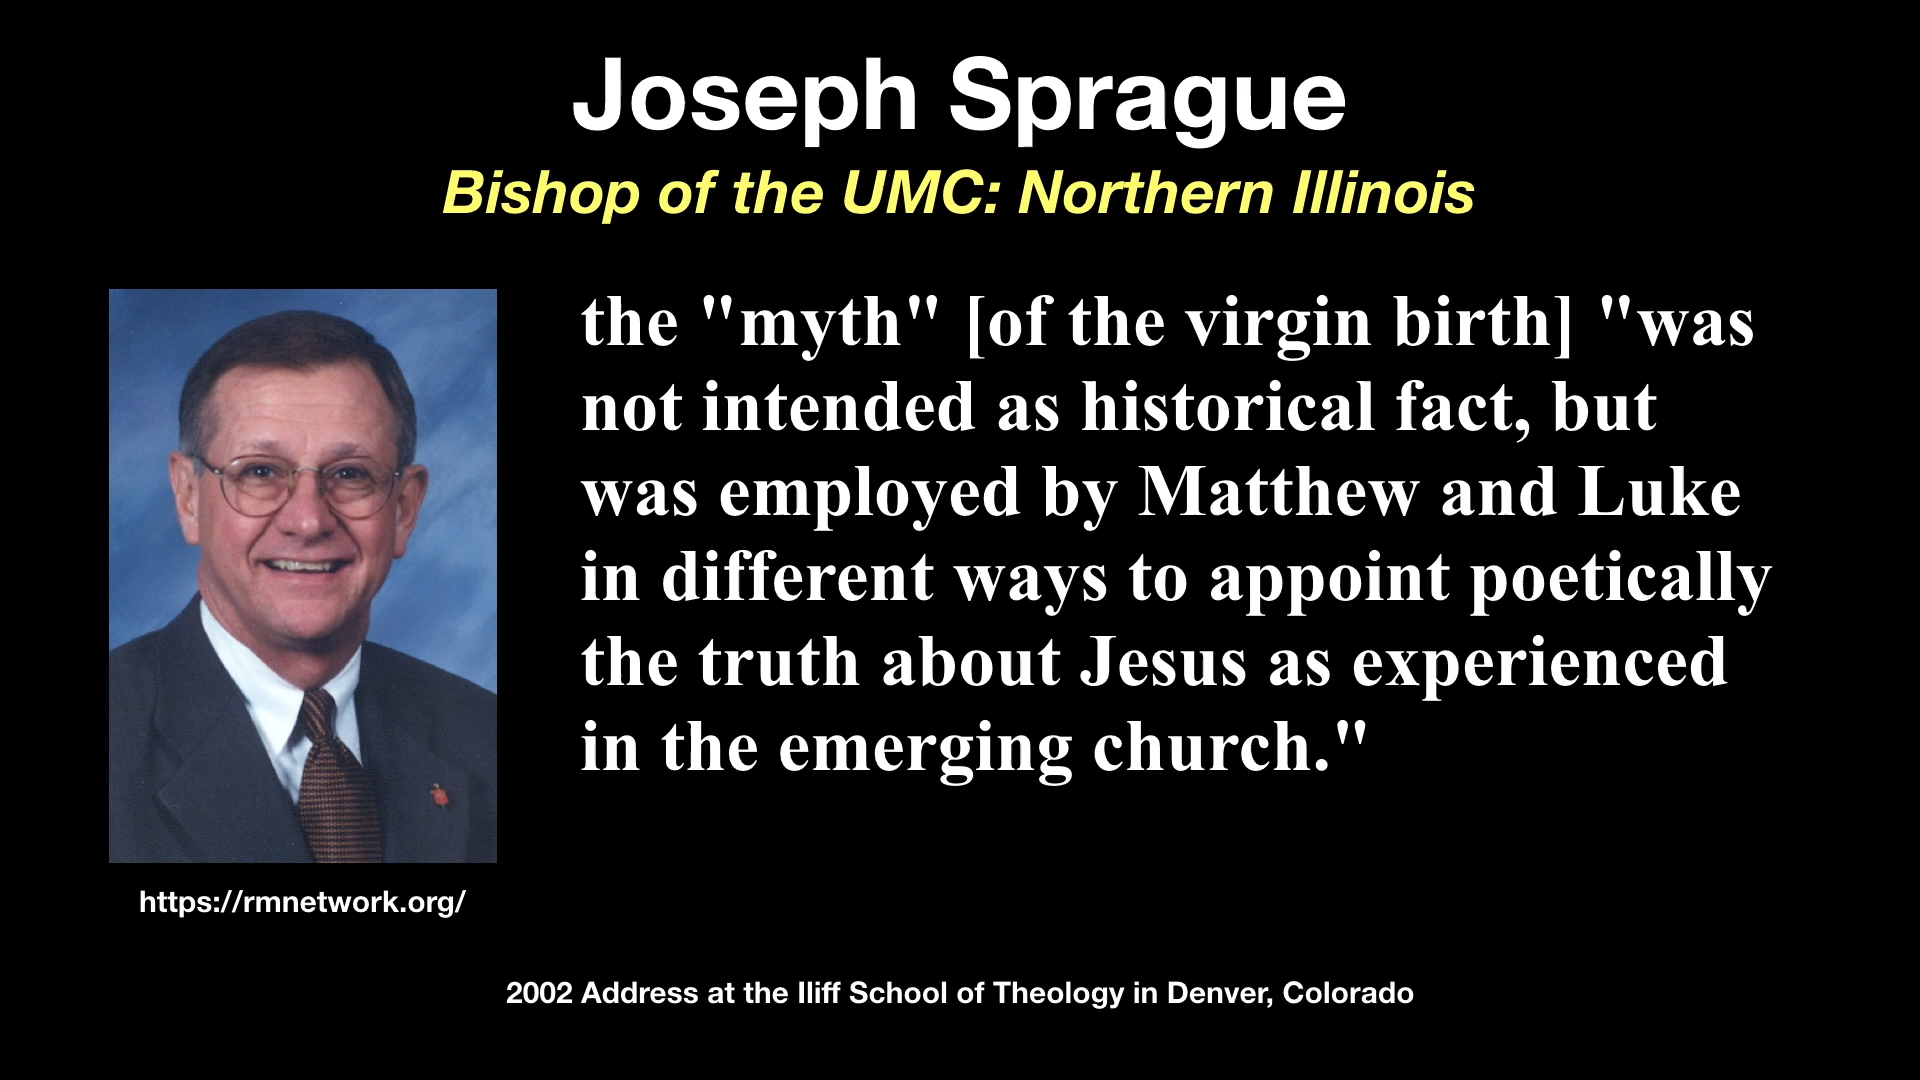 Joseph Sprague
Bishop of the UMC: Northern Illinois
the "myth" [of the virgin birth] "was
not intended as historical fact, but
was employed by Matthew and Luke
in different ways to appoint poetically
the truth about Jesus as experienced
in the emerging church."
https://rmnetwork.org/
2002 Address at the Iliff School of Theology in Denver, Colorado